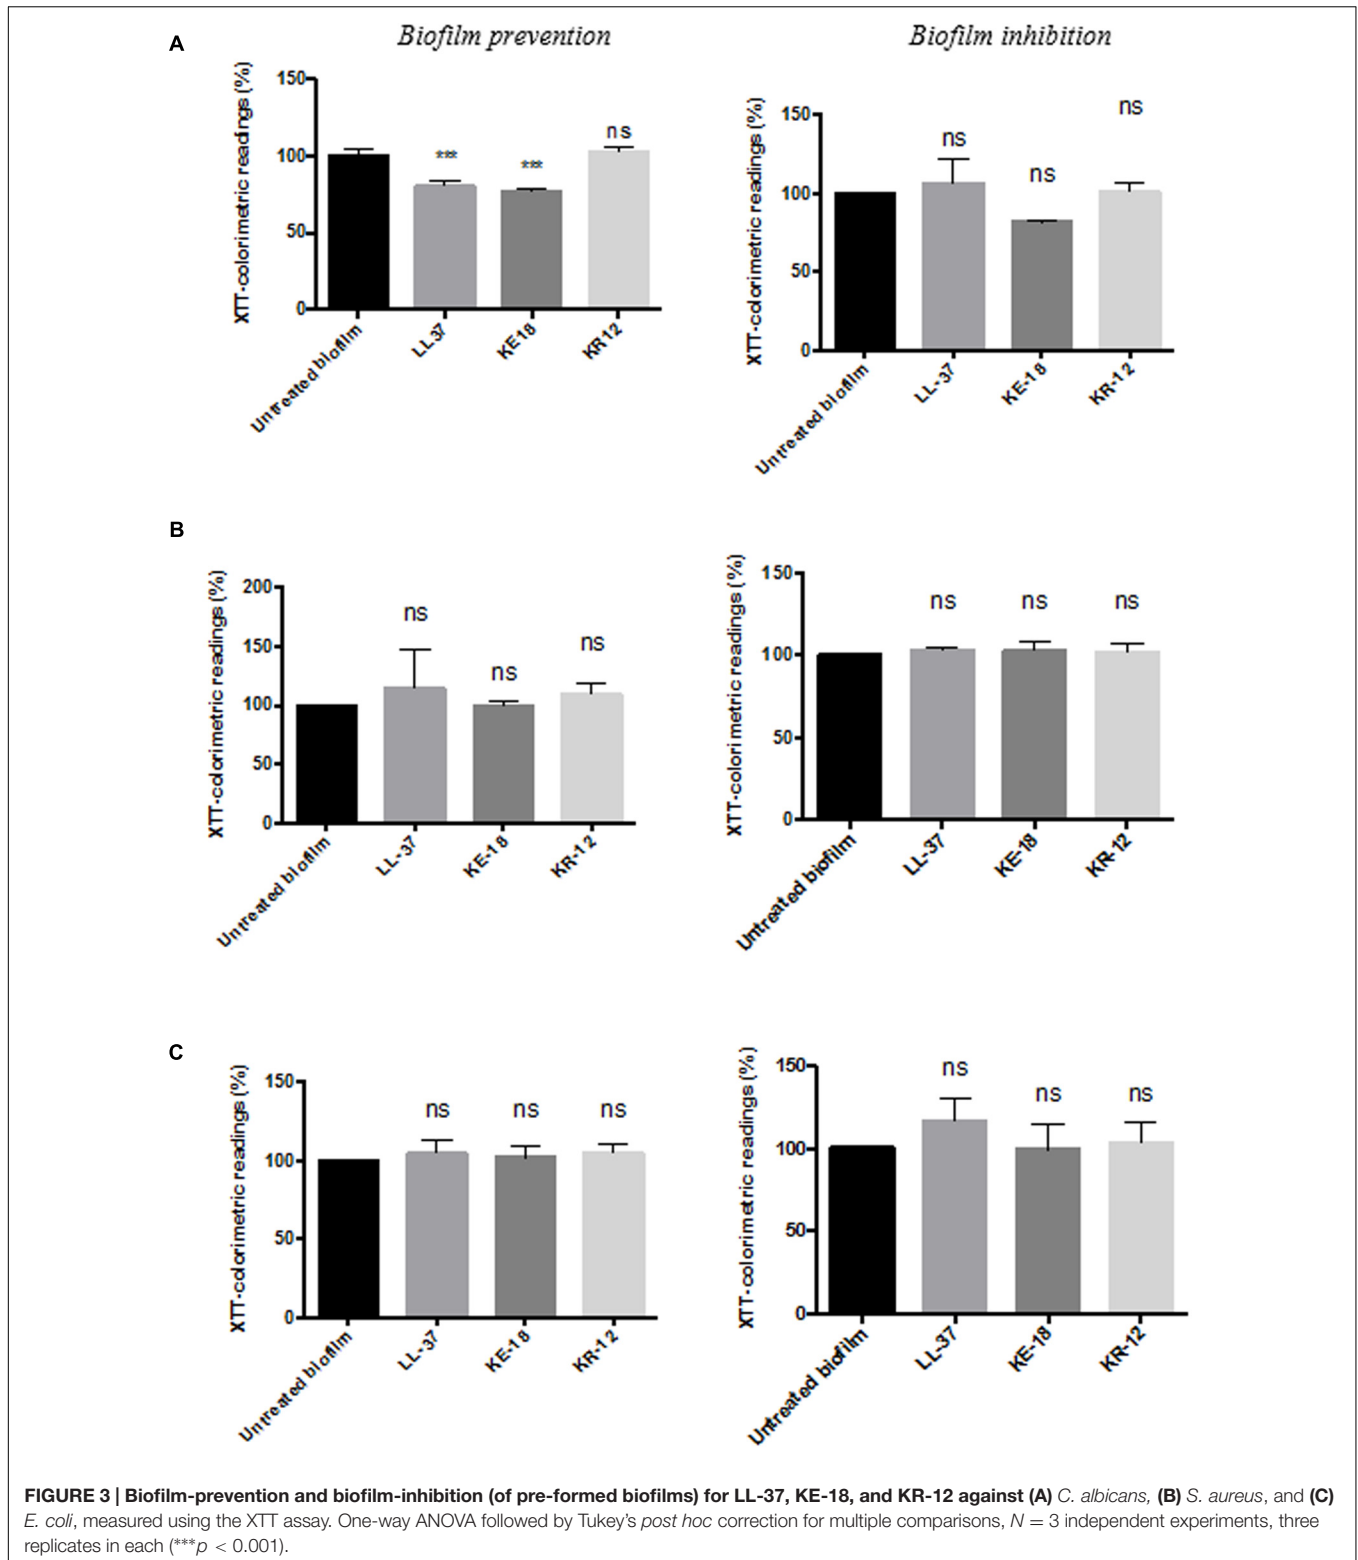 A
Biofilm prevention
XTT-colorimetric readings (%)
150
100
50
0
***
***
ns
Untreated biofilm
LL37
KE18
KR12
Biofilm inhibition
XTT-colorimetric readings (%)
150
100
50
0
ns
ns
ns
Untreated biofilm
LL-37
KE-18
KR-12
B
XTT-colorimetric readings (%)
200
150
100
50
0
ns
ns
ns
Untreated biofilm
LL-37
KE-18
KR-12
XTT-colorimetric readings (%)
150
100
50
0
ns
ns
ns
Untreated biofilm
LL-37
KE-18
KR-12
C
XTT-colorimetric readings (%)
150
100
50
0
ns
ns
ns
Untreated biofilm
LL-37
KE-18
KR-12
XTT-colorimetric readings (%)
150
100
50
0
ns
ns
ns
Untreated biofilm
LL-37
KE-18
KR-12
FIGURE 3 | Biofilm-prevention and biofilm-inhibition (of pre-formed biofilms) for LL-37, KE-18, and KR-12 against (A) C. albicans, (B) S. aureus, and (C)
E. coli, measured using the XTT assay. One-way ANOVA followed by Tukey's post hoc correction for multiple comparisons, N = 3 independent experiments, three
replicates in each (***p < 0.001).